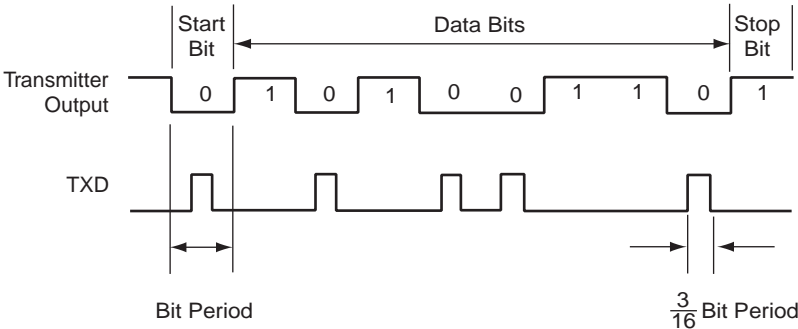 Start Bit
Data Bits
Stop Bit
Transmitter Output
0 1 0 1 0 0 1 1 0 1
TXD
Bit Period
3/16 Bit Period